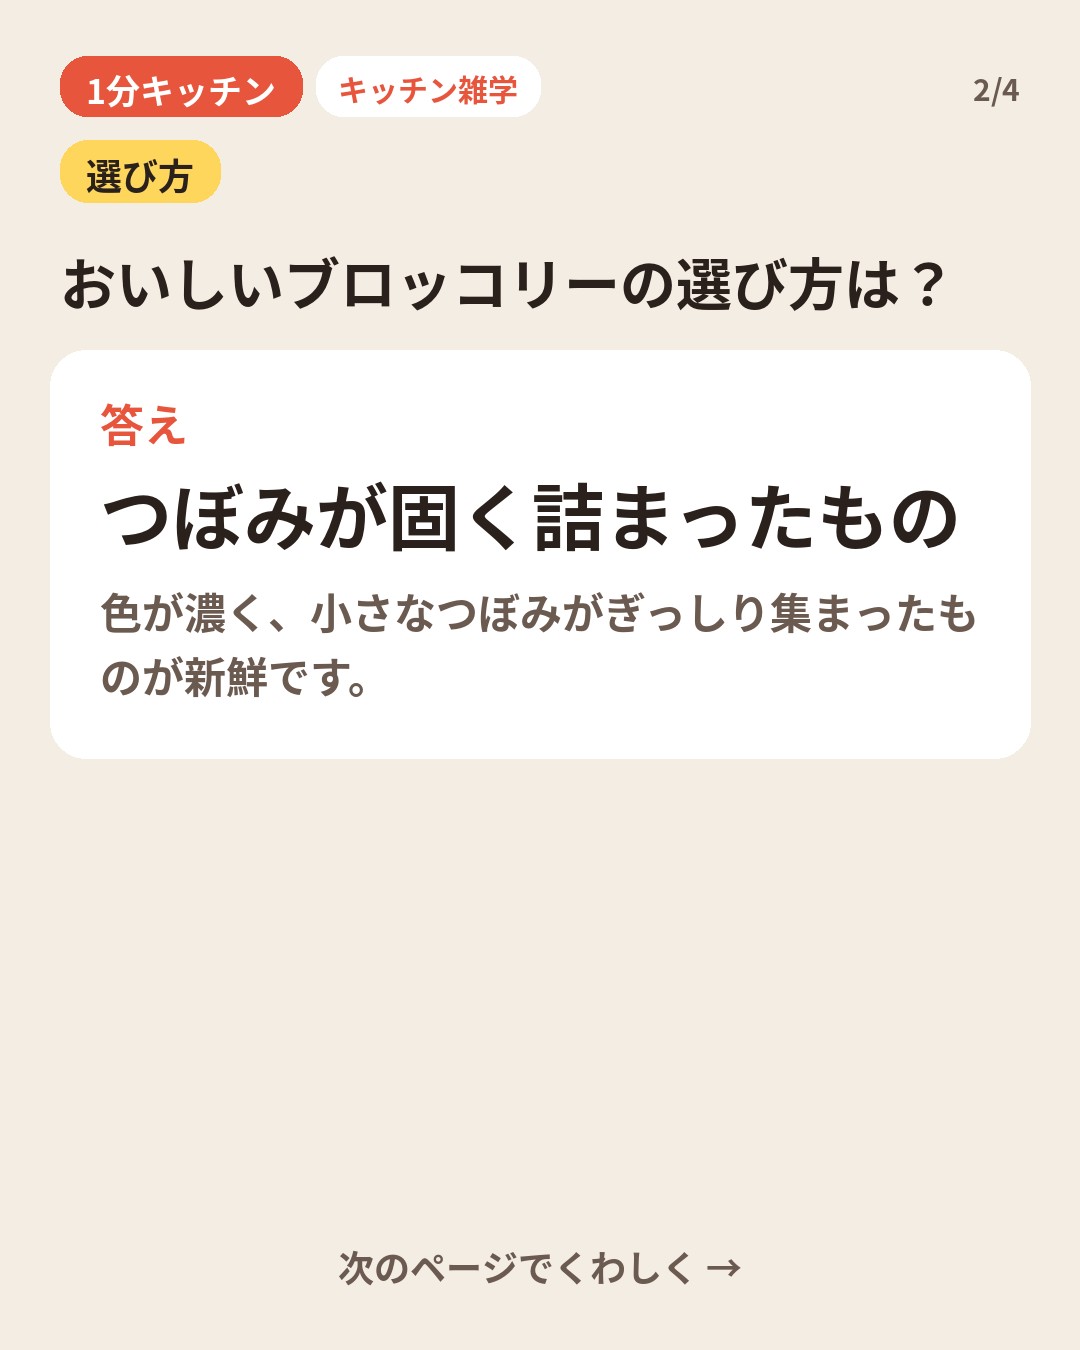 1分キッチン キッチン雑学 2/4
選び方
おいしいブロッコリーの選び方は？
答え
つぼみが固く詰まったもの
色が濃く、小さなつぼみがぎっしり集まったも
のが新鮮です。
次のページでくわしく →